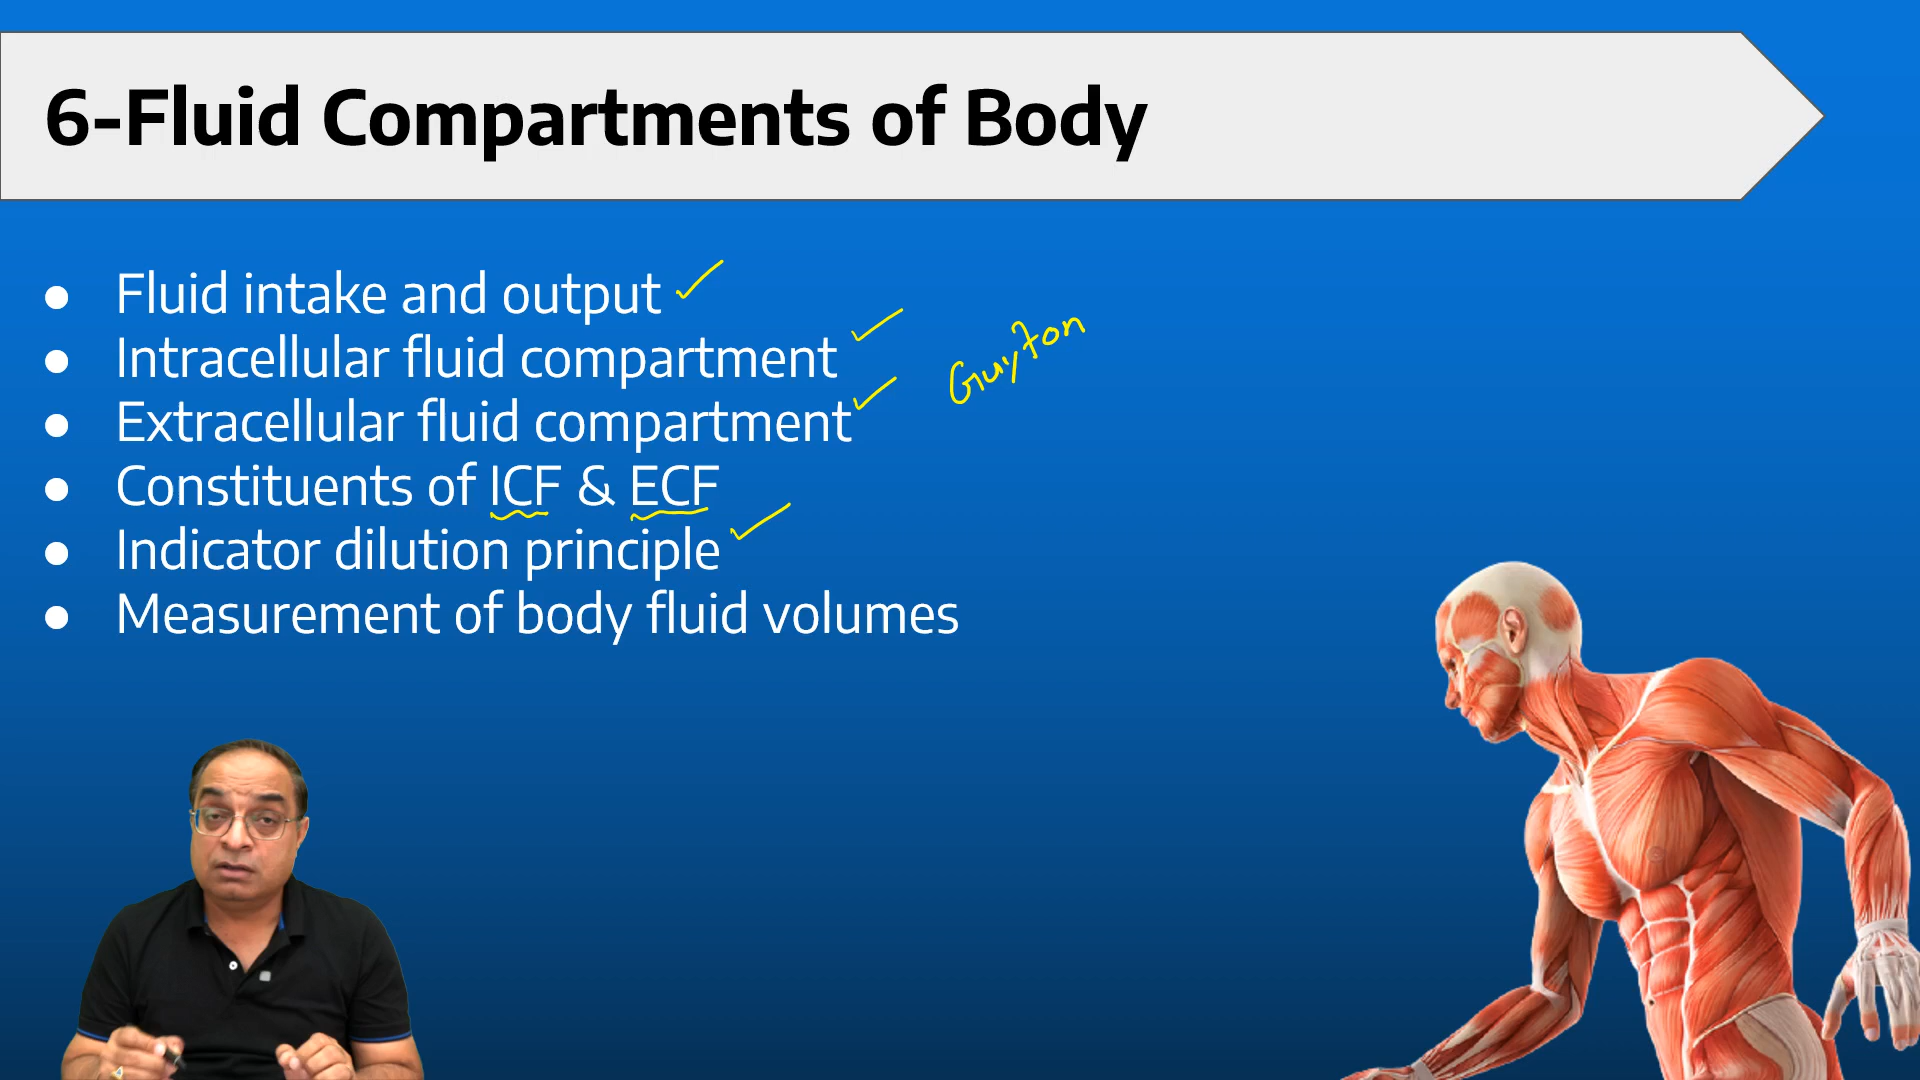 6-Fluid Compartments of Body
● Fluid intake and output
● Intracellular fluid compartment
Guyton
● Extracellular fluid compartment
● Constituents of ICF & ECF
● Indicator dilution principle
● Measurement of body fluid volumes